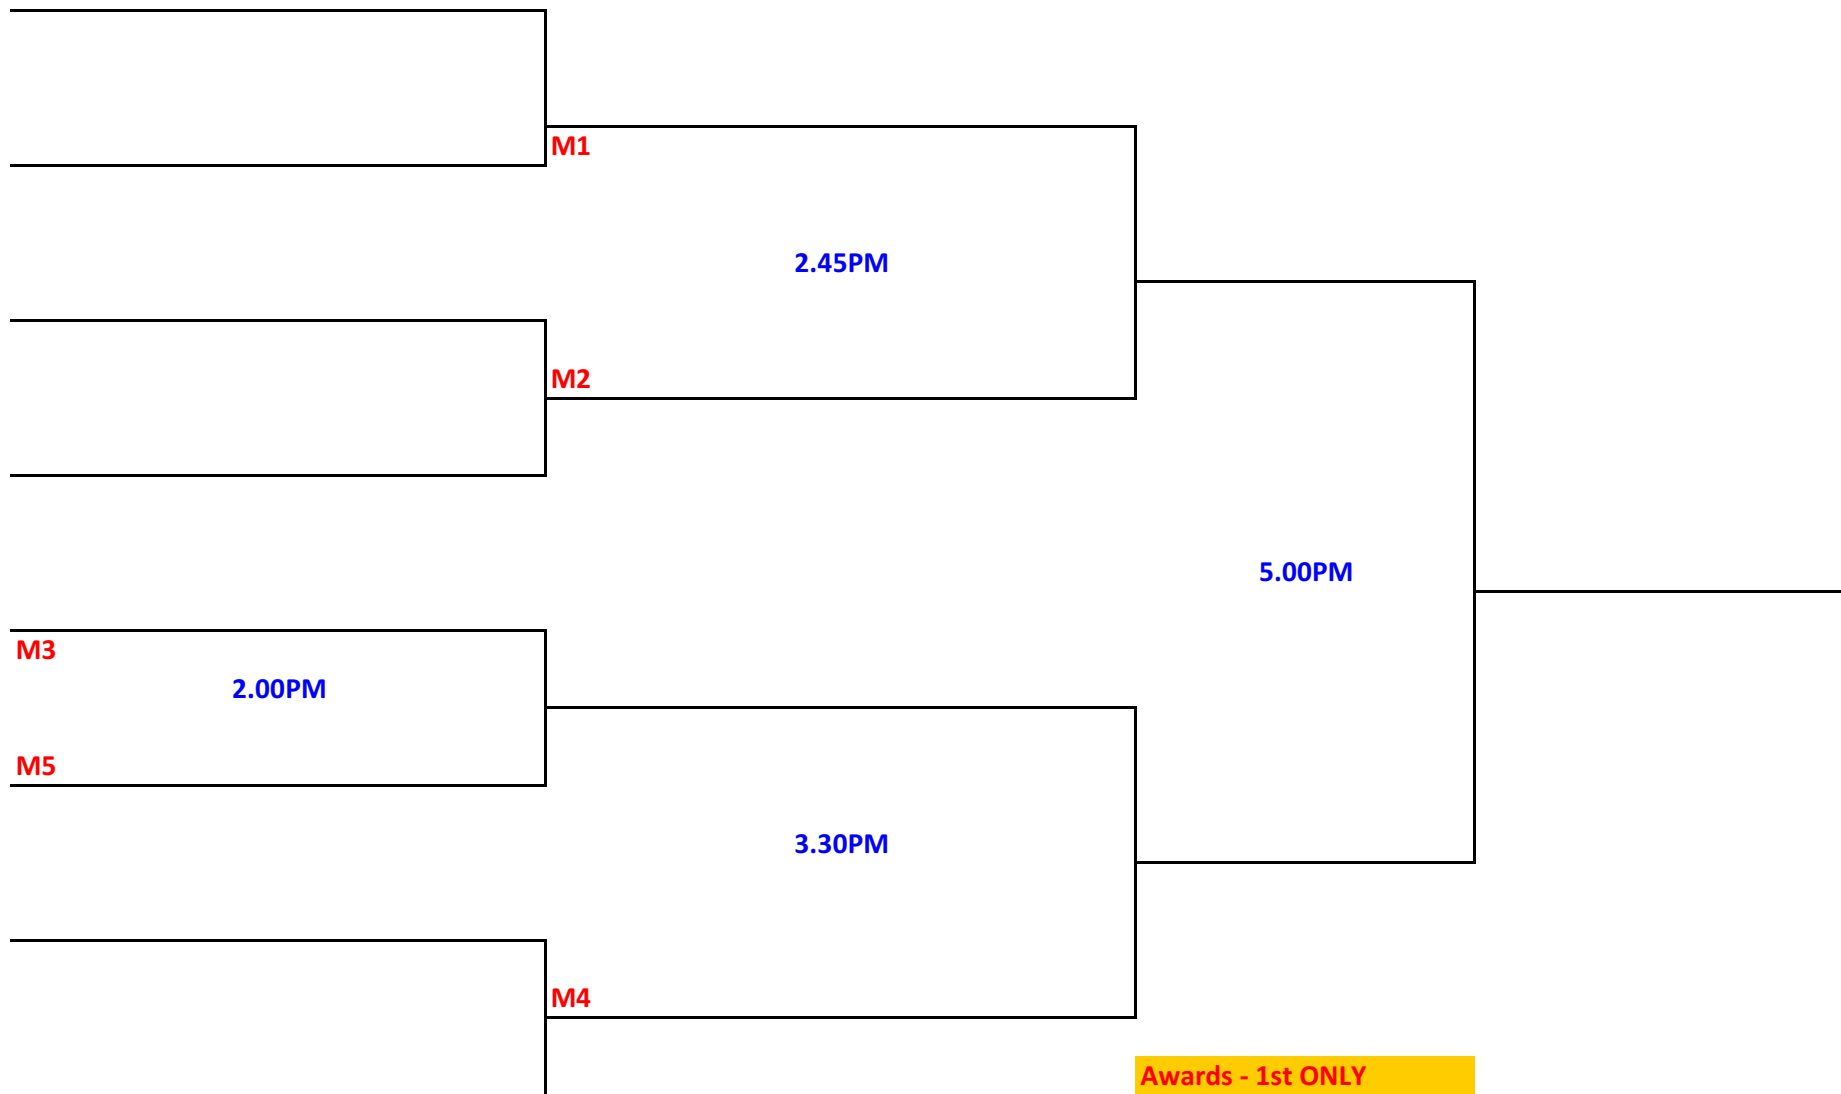 M1
2.45PM
M2
5.00PM
M3
2.00PM
M5
3.30PM
M4
Awards - 1st ONLY